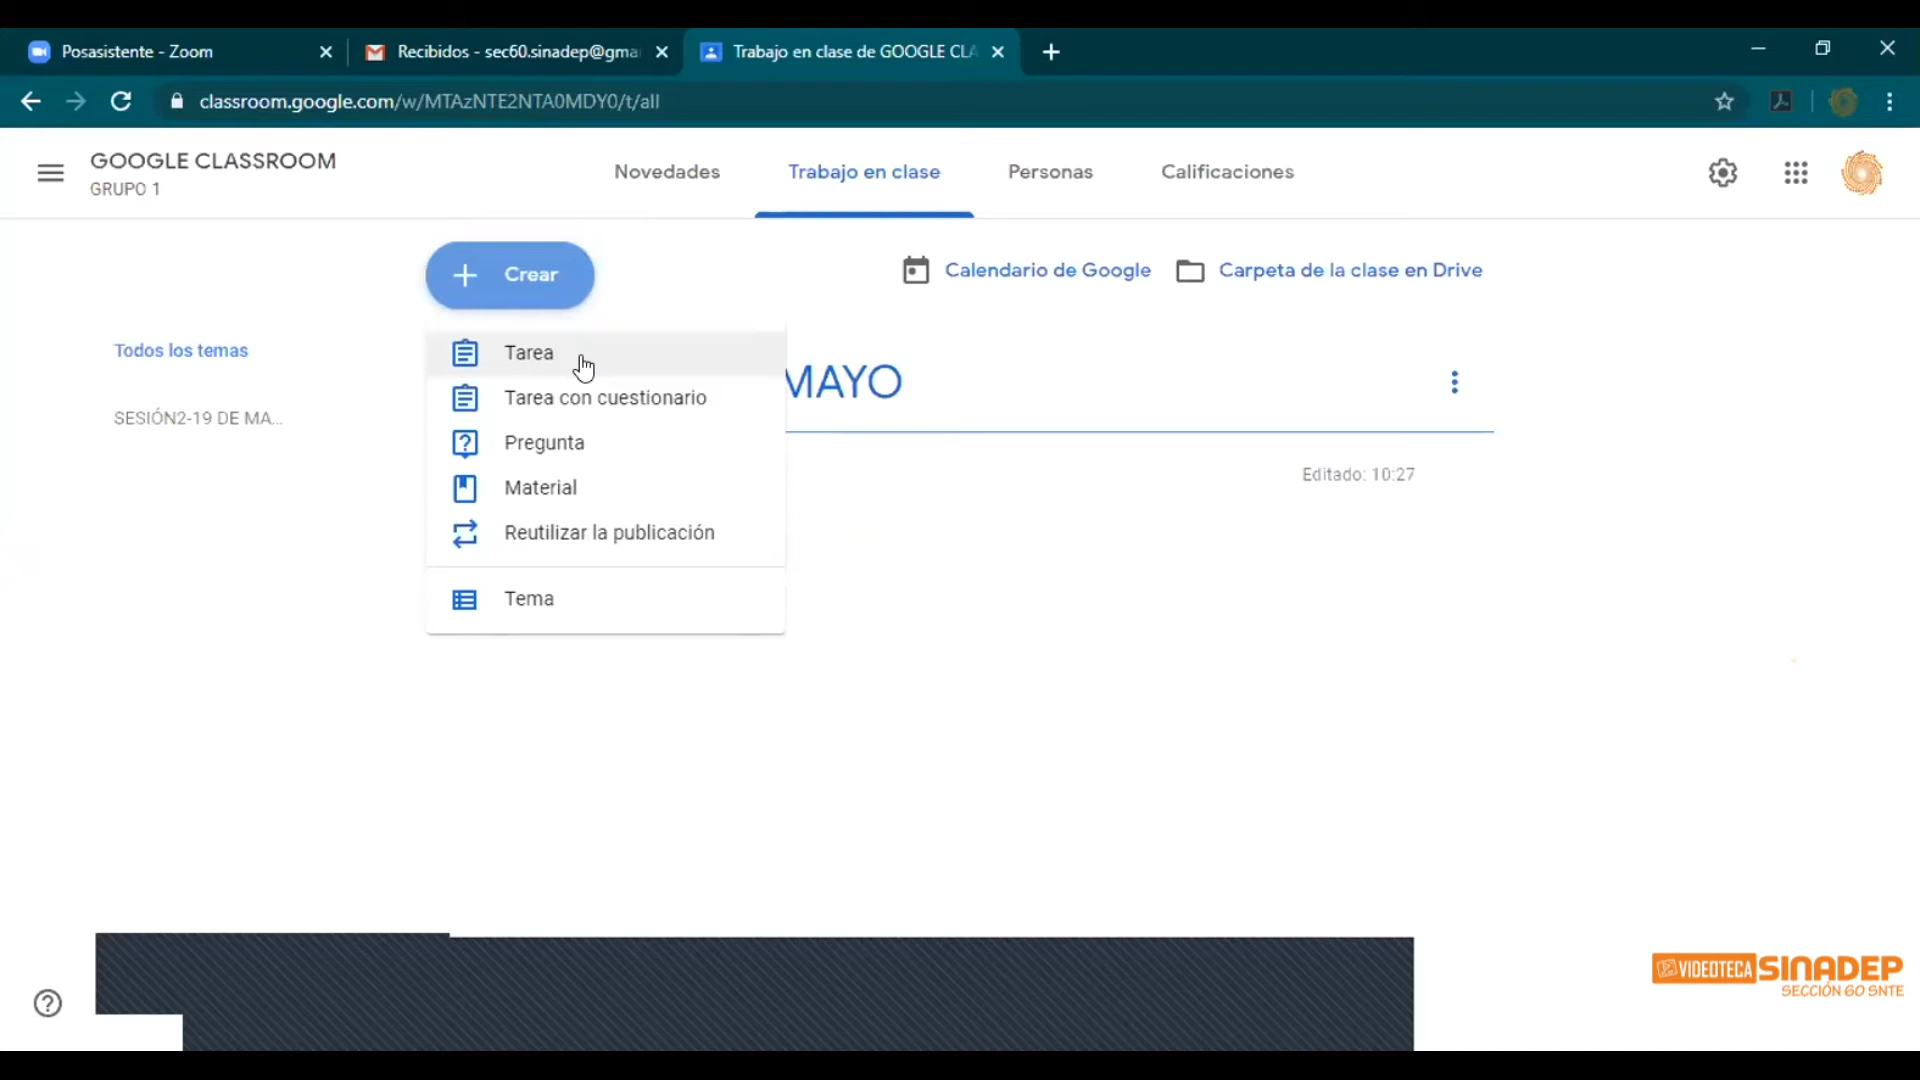 Posasistente - Zoom
Recibidos - sec60.sinadep@gma
Trabajo en clase de GOOGLE CLA
classroom.google.com/w/MTAzNTE2NTA0MDY0/t/all
GOOGLE CLASSROOM
GRUPO 1
Novedades
Trabajo en clase
Personas
Calificaciones
Crear
Calendario de Google
Carpeta de la clase en Drive
Todos los temas
SESIÓN2-19 DE MA...
Tarea
Tarea con cuestionario
Pregunta
Material
Reutilizar la publicación
Tema
MAYO
Editado: 10:27
VIDEOTECA SINADEP
SECCIÓN 60 SNTE